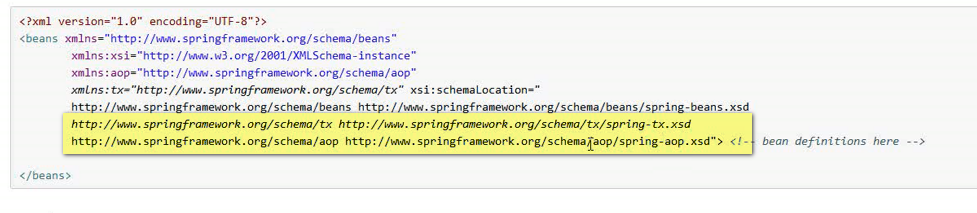 <?xml version="1.0" encoding="UTF-8"?>
<beans xmlns="http://www.springframework.org/schema/beans"
xmlns:xsi="http://www.w3.org/2001/XMLSchema-instance"
xmlns:aop="http://www.springframework.org/schema/aop"
xmlns:tx="http://www.springframework.org/schema/tx" xsi:schemaLocation="
http://www.springframework.org/schema/beans http://www.springframework.org/schema/beans/spring-beans.xsd
http://www.springframework.org/schema/tx http://www.springframework.org/schema/tx/spring-tx.xsd
http://www.springframework.org/schema/aop http://www.springframework.org/schema/aop/spring-aop.xsd"> <!-- bean definitions here -->
</beans>